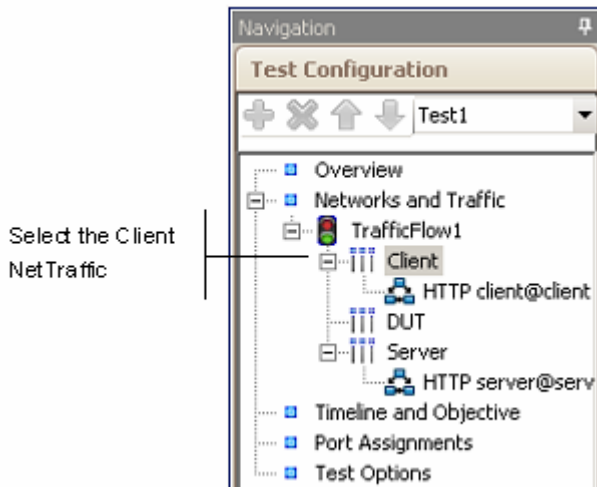 Navigation
Test Configuration
Test1
Overview
Networks and Traffic
TrafficFlow1
Select the Client
NetTraffic
Client
HTTP client@client
DUT
Server
HTTP server@serv
Timeline and Objective
Port Assignments
Test Options